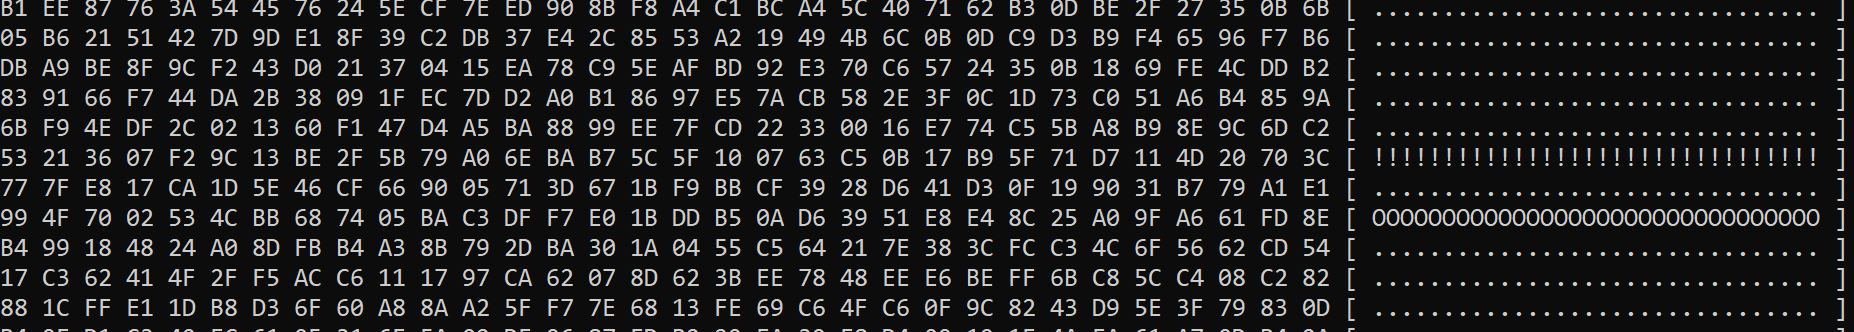 B1 EE 87 76 3A 54 45 76 24 5E CF 7E ED 90 8B F8 A4 C1 BC A4 5C 40 71 62 B3 0D BE 2F 27 35 0B 6B [ ................................ ]
05 B6 21 51 42 7D 9D E1 8F 39 C2 DB 37 E4 2C 85 53 A2 19 49 4B 6C 0B 0D C9 D3 B9 F4 65 96 F7 B6 [ ................................ ]
DB A9 BE 8F 9C F2 43 D0 21 37 04 15 EA 78 C9 5E AF BD 92 E3 70 C6 57 24 35 0B 18 69 FE 4C DD B2 [ ................................ ]
83 91 66 F7 44 DA 2B 38 09 1F EC 7D D2 A0 B1 86 97 E5 7A CB 58 2E 3F 0C 1D 73 C0 51 A6 B4 85 9A [ ................................ ]
6B F9 4E DF 2C 02 13 60 F1 47 D4 A5 BA 88 99 EE 7F CD 22 33 00 16 E7 74 C5 5B A8 B9 8E 9C 6D C2 [ ................................ ]
53 21 36 07 F2 9C 13 BE 2F 5B 79 A0 6E BA B7 5C 5F 10 07 63 C5 0B 17 B9 5F 71 D7 11 4D 20 70 3C [ !!!!!!!!!!!!!!!!!!!!!!!!!!!!!!!! ]
77 7F E8 17 CA 1D 5E 46 CF 66 90 05 71 3D 67 1B F9 BB CF 39 28 D6 41 D3 0F 19 90 31 B7 79 A1 E1 [ ................................ ]
99 4F 70 02 53 4C BB 68 74 05 BA C3 DF F7 E0 1B DD B5 0A D6 39 51 E8 E4 8C 25 A0 9F A6 61 FD 8E [ OOOOOOOOOOOOOOOOOOOOOOOOOOOOOOOO ]
B4 99 18 48 24 A0 8D FB B4 A3 8B 79 2D BA 30 1A 04 55 C5 64 21 7E 38 3C FC C3 4C 6F 56 62 CD 54 [ ................................ ]
17 C3 62 41 4F 2F F5 AC C6 11 17 97 CA 62 07 8D 62 3B EE 78 48 EE E6 BE FF 6B C8 5C C4 08 C2 82 [ ................................ ]
88 1C FF E1 1D B8 D3 6F 60 A8 8A A2 5F F7 7E 68 13 FE 69 C6 4F C6 0F 9C 82 43 D9 5E 3F 79 83 0D [ ................................ ]